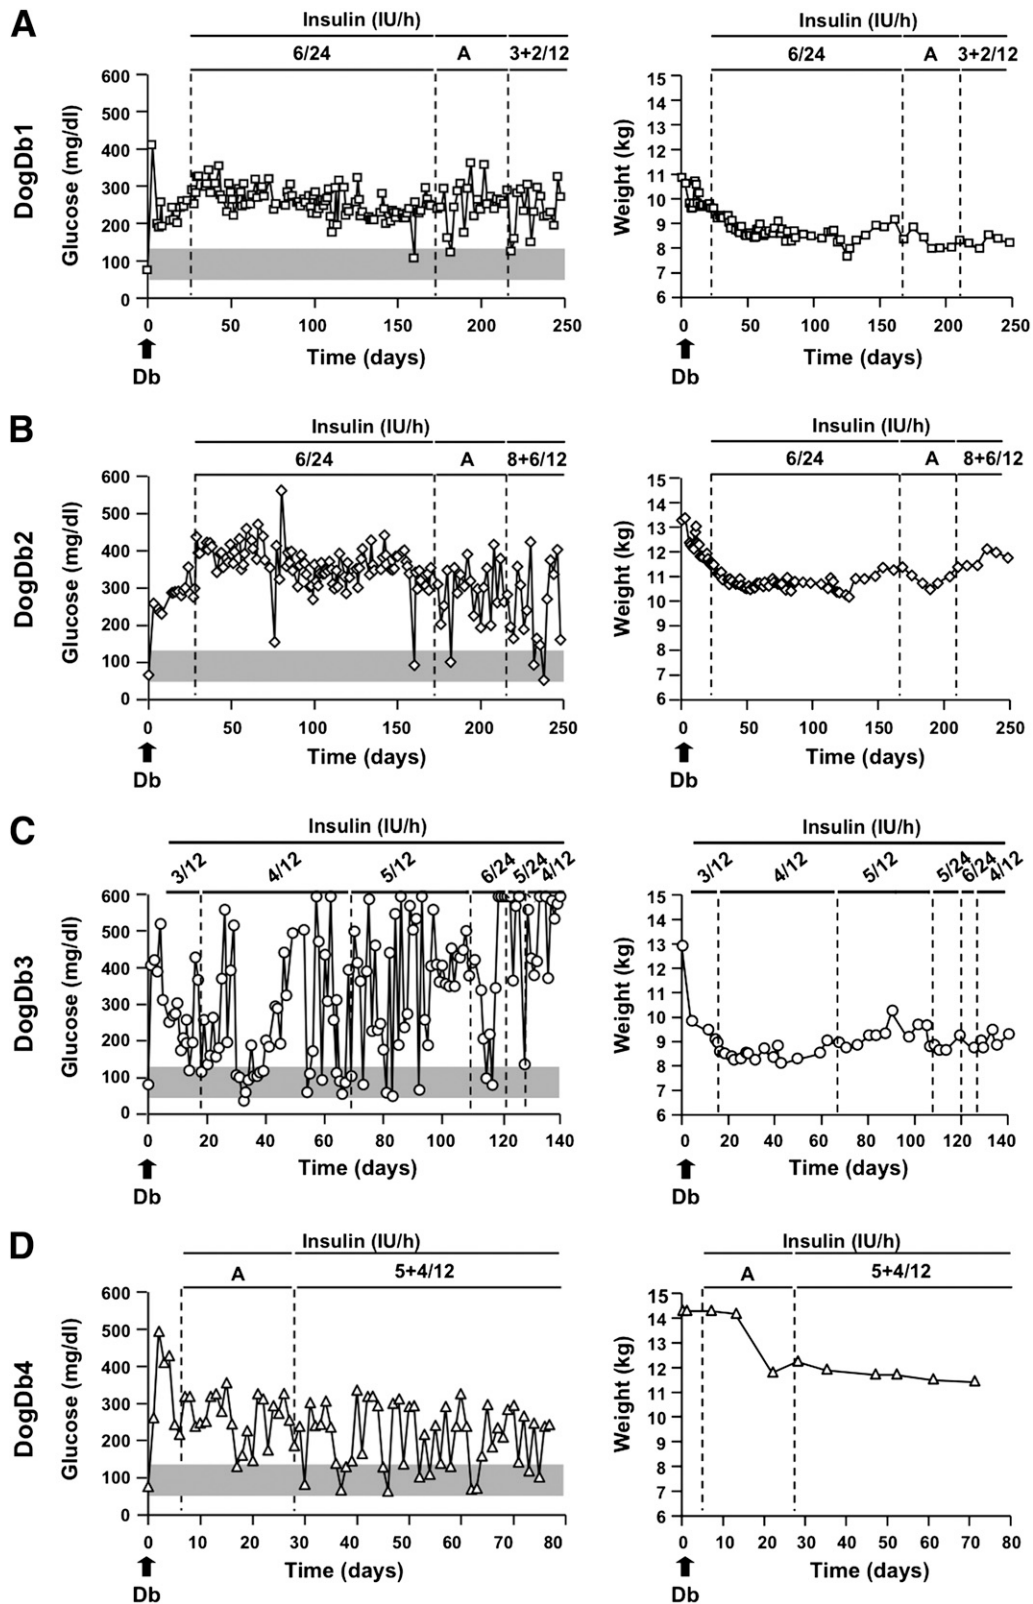 A
Insulin (IU/h)
6/24 A 3+2/12
DogDb1
Glucose (mg/dl)
600
500
400
300
200
100
0
0 50 100 150 200 250
Time (days)
Db
Insulin (IU/h)
6/24 A 3+2/12
Weight (kg)
15
14
13
12
11
10
9
8
7
6
0 50 100 150 200 250
Time (days)
Db
B
Insulin (IU/h)
6/24 A 8+6/12
DogDb2
Glucose (mg/dl)
600
500
400
300
200
100
0
0 50 100 150 200 250
Time (days)
Db
Insulin (IU/h)
6/24 A 8+6/12
Weight (kg)
15
14
13
12
11
10
9
8
7
6
0 50 100 150 200 250
Time (days)
Db
C
Insulin (IU/h)
3/12 4/12 5/12 6/24 5/24 4/12
DogDb3
Glucose (mg/dl)
600
500
400
300
200
100
0
0 20 40 60 80 100 120 140
Time (days)
Db
Insulin (IU/h)
3/12 4/12 5/12 5/24 6/24 4/12
Weight (kg)
15
14
13
12
11
10
9
8
7
6
0 20 40 60 80 100 120 140
Time (days)
Db
D
Insulin (IU/h)
A 5+4/12
DogDb4
Glucose (mg/dl)
600
500
400
300
200
100
0
0 10 20 30 40 50 60 70 80
Time (days)
Db
Insulin (IU/h)
A 5+4/12
Weight (kg)
15
14
13
12
11
10
9
8
7
6
0 10 20 30 40 50 60 70 80
Time (days)
Db